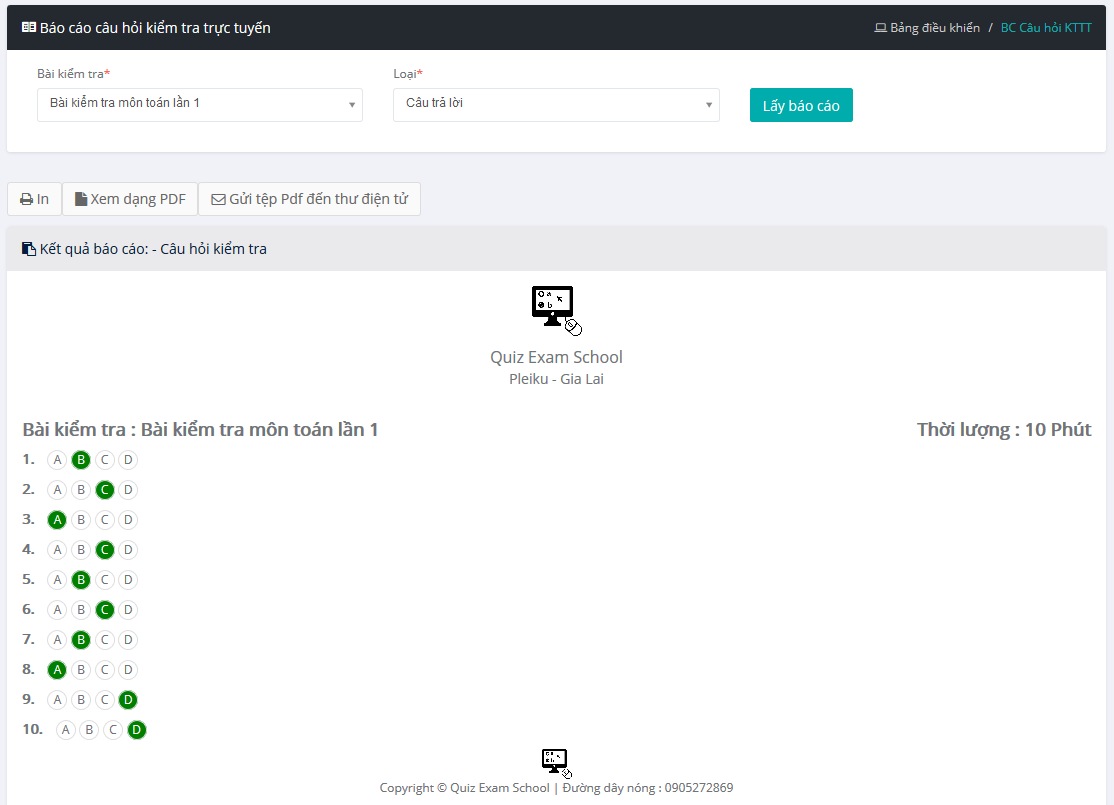 Báo cáo câu hỏi kiểm tra trực tuyến
Bảng điều khiển / BC Câu hỏi KTTT
Bài kiểm tra*
Loại*
Bài kiểm tra môn toán lần 1
Câu trả lời
Lấy báo cáo
In
Xem dạng PDF
Gửi tệp Pdf đến thư điện tử
Kết quả báo cáo: - Câu hỏi kiểm tra
Quiz Exam School
Pleiku - Gia Lai
Bài kiểm tra : Bài kiểm tra môn toán lần 1
Thời lượng : 10 Phút
1. A B C D
2. A B C D
3. A B C D
4. A B C D
5. A B C D
6. A B C D
7. A B C D
8. A B C D
9. A B C D
10. A B C D
Copyright © Quiz Exam School | Đường dây nóng : 0905272869